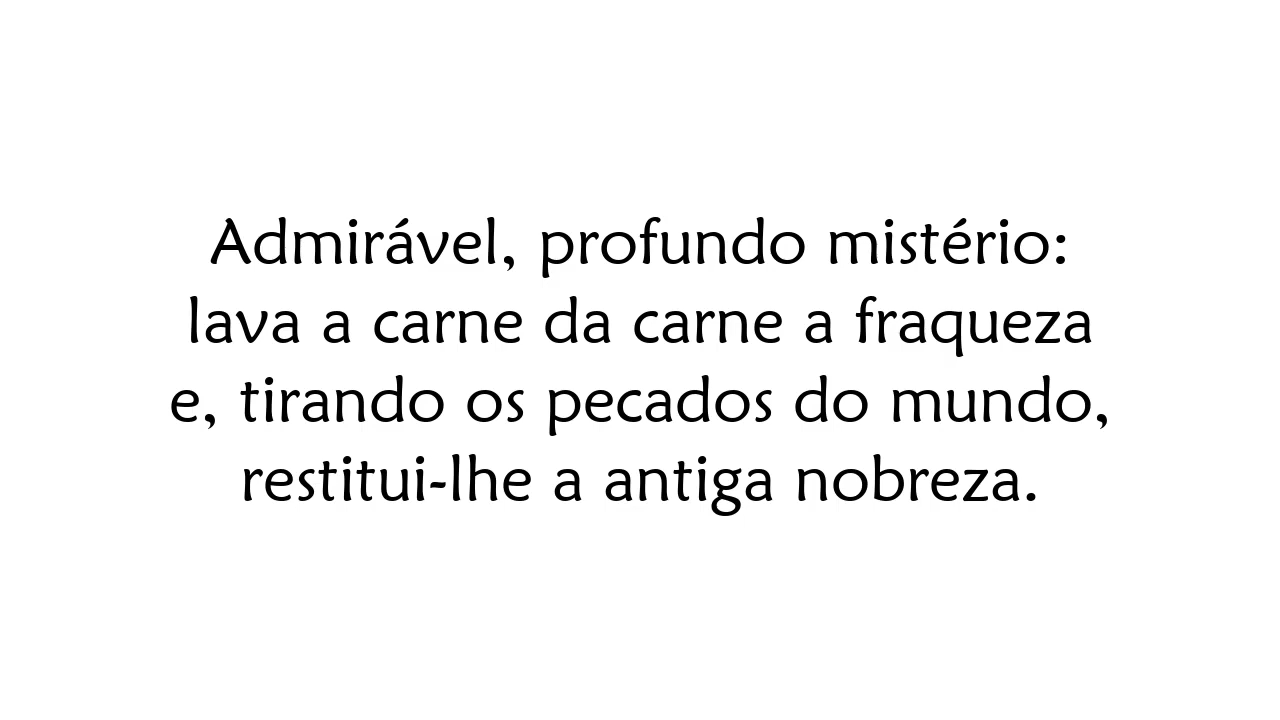 Admirável, profundo mistério:
lava a carne da carne a fraqueza
e, tirando os pecados do mundo,
restitui-lhe a antiga nobreza.